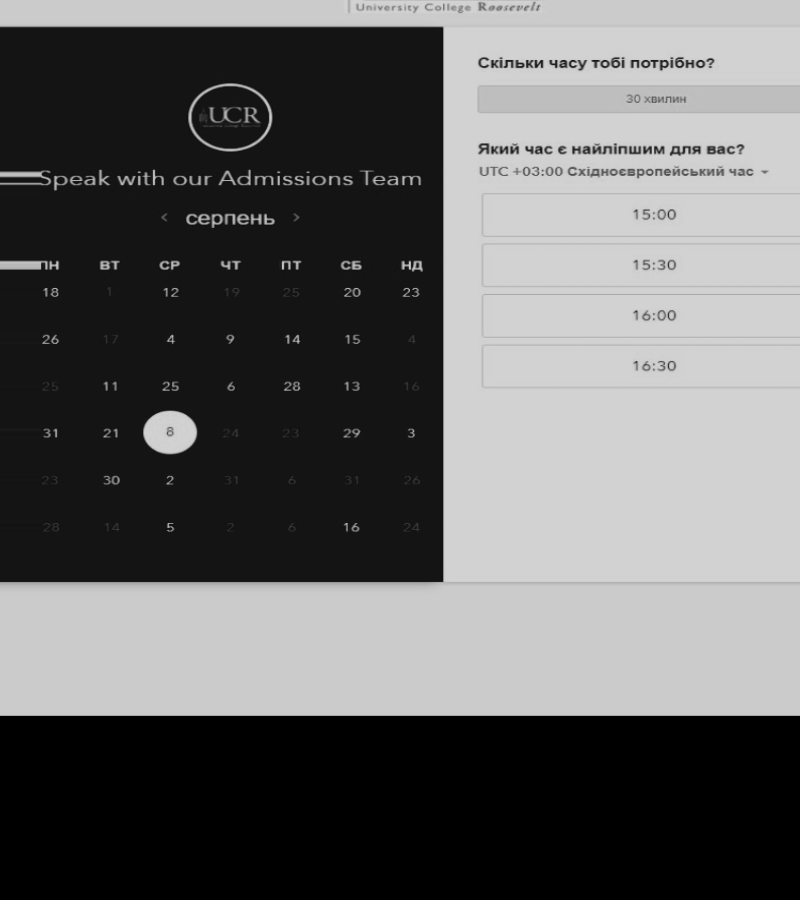 University College Roosevelt
UCR
Speak with our Admissions Team
< серпень >
ПН ВТ СР ЧТ ПТ СБ НД
18 1 12 19 25 20 23
26 17 4 9 14 15 4
25 11 25 6 28 13 16
31 21 8 24 23 29 3
23 30 2 31 6 31 26
28 14 5 2 6 16 24
Скільки часу тобі потрібно?
30 хвилин
Який час є найліпшим для вас?
UTC +03:00 Східноєвропейський час
15:00
15:30
16:00
16:30